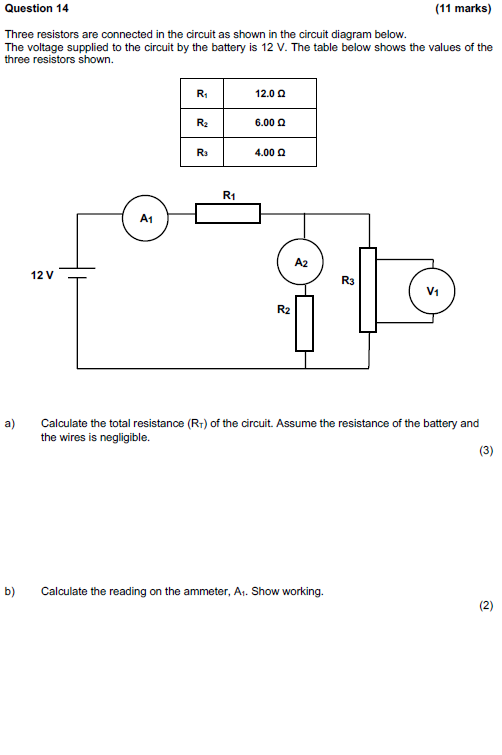 Question 14 (11 marks)
Three resistors are connected in the circuit as shown in the circuit diagram below.
The voltage supplied to the circuit by the battery is 12 V. The table below shows the values of the
three resistors shown.
R₁ 12.0 Ω
R₂ 6.00 Ω
R₃ 4.00 Ω
R₁
A₁
A₂
12 V
R₃
V₁
R₂
a) Calculate the total resistance (R_T) of the circuit. Assume the resistance of the battery and
the wires is negligible.
(3)
b) Calculate the reading on the ammeter, A₁. Show working.
(2)